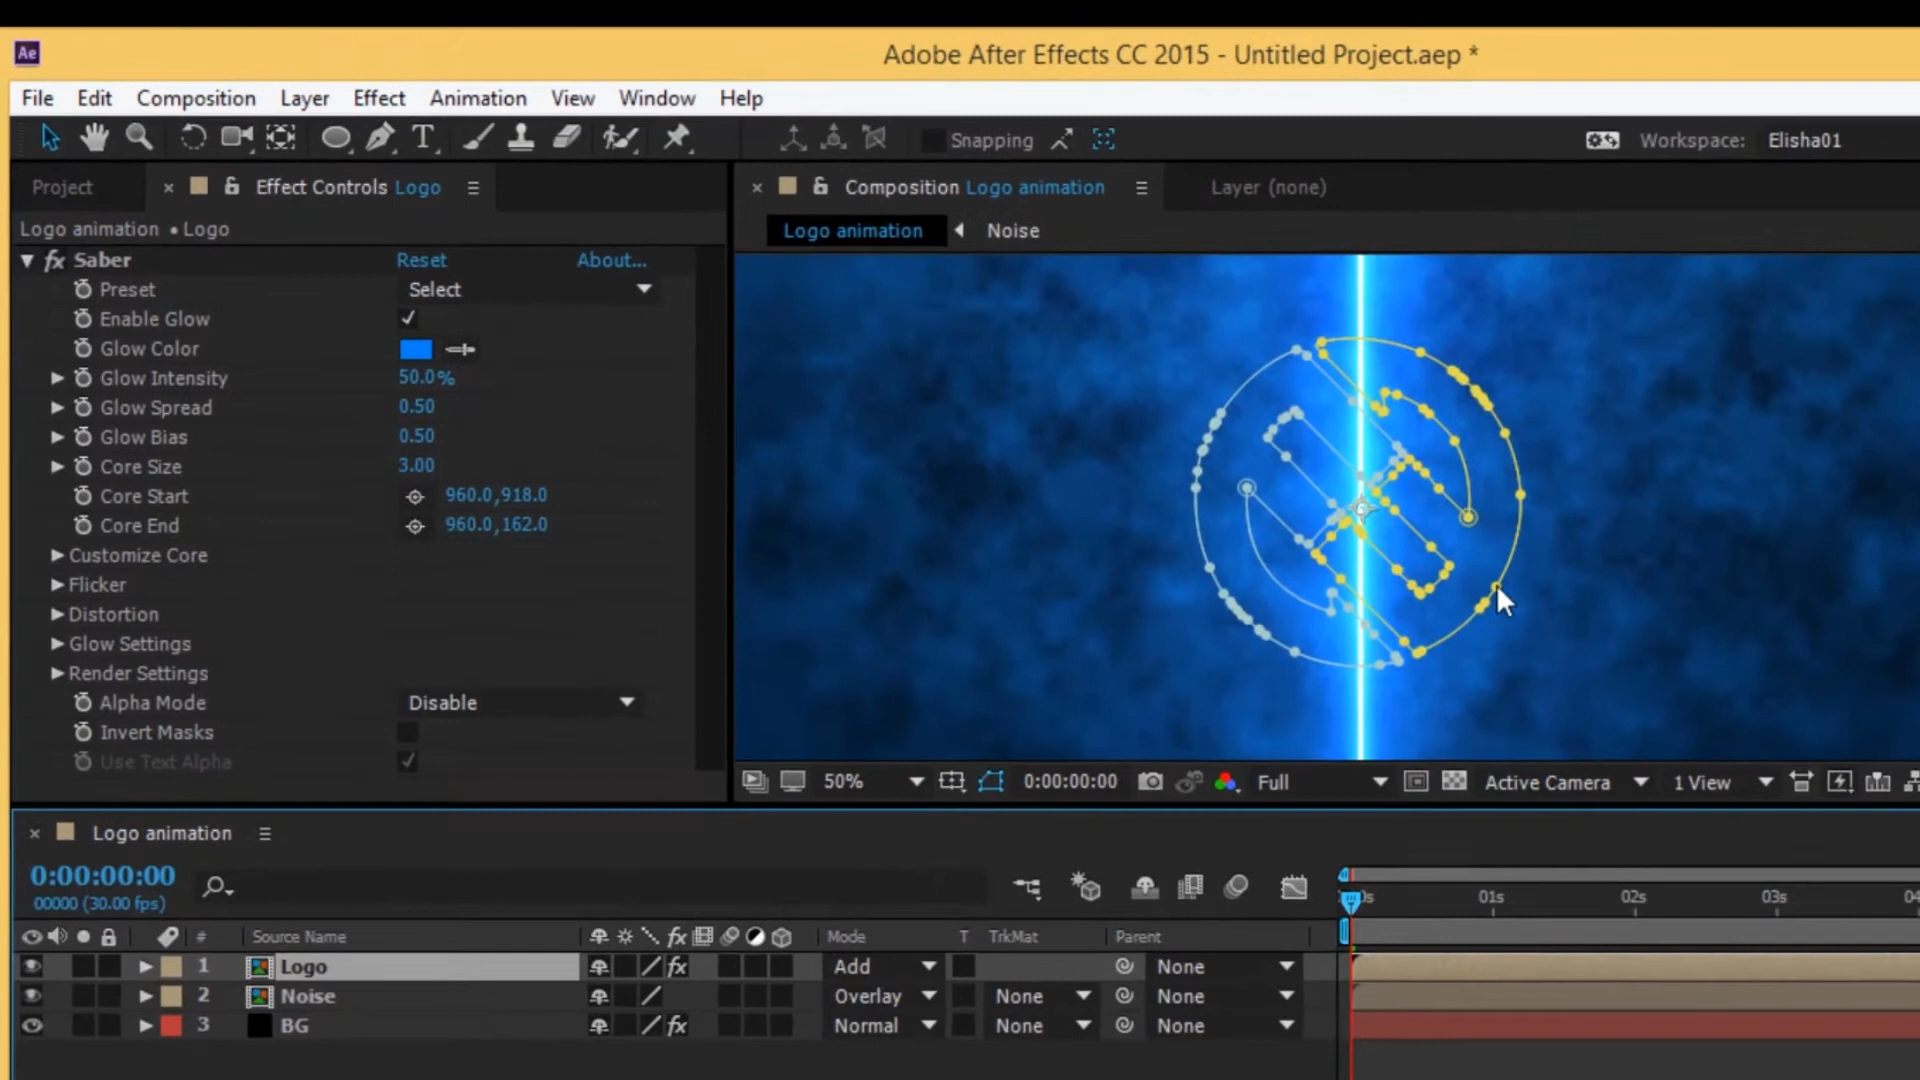 Ae
Adobe After Effects CC 2015 - Untitled Project.aep *
File Edit Composition Layer Effect Animation View Window Help
T Snapping Workspace: Elisha01
Project × Effect Controls Logo × Composition Logo animation Layer (none)
Logo animation • Logo
Logo animation Noise
fx Saber Reset About...
Preset Select
Enable Glow
Glow Color
Glow Intensity 50.0%
Glow Spread 0.50
Glow Bias 0.50
Core Size 3.00
Core Start 960.0,918.0
Core End 960.0,162.0
Customize Core
Flicker
Distortion
Glow Settings
Render Settings
Alpha Mode Disable
Invert Masks
Use Text Alpha
50% 0:00:00:00 Full Active Camera 1 View
× Logo animation
0:00:00:00
00000 (30.00 fps)
0s 01s 02s 03s 04
# Source Name fx Mode T TrkMat Parent
1 Logo fx Add None
2 Noise Overlay None None
3 BG fx Normal None None